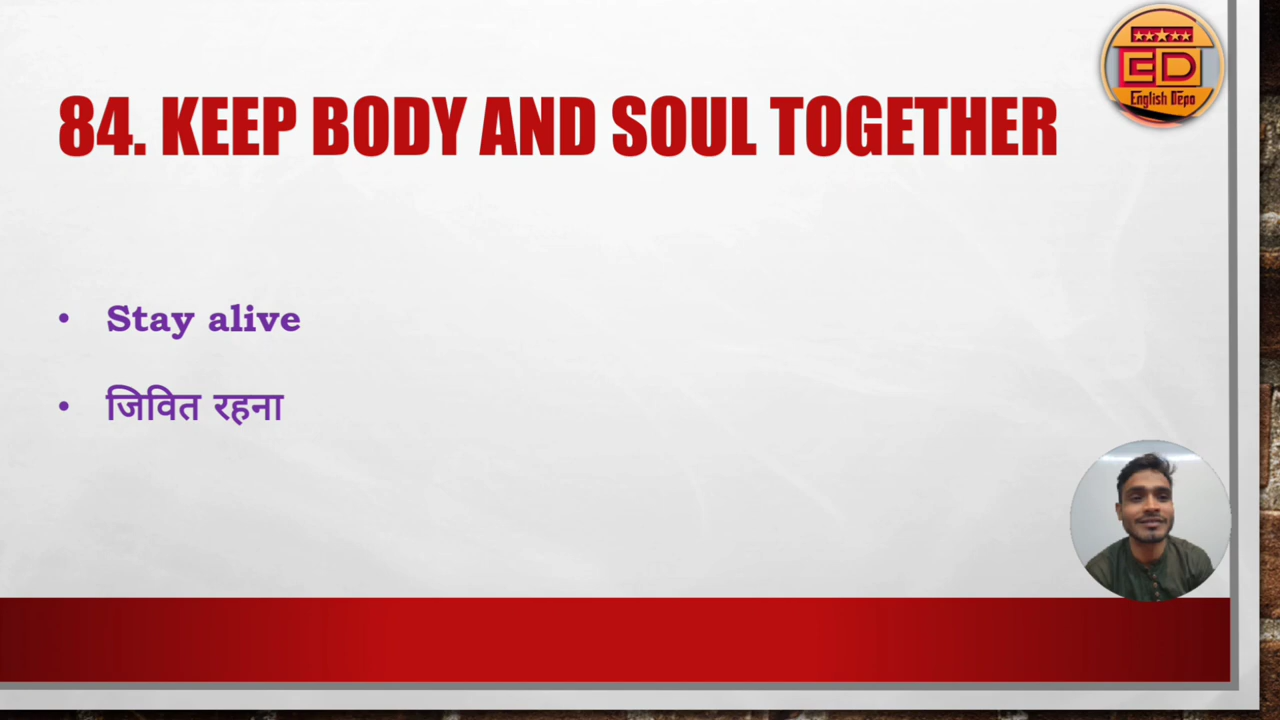 ED
English Depo
84. KEEP BODY AND SOUL TOGETHER
• Stay alive
• जिवित रहना